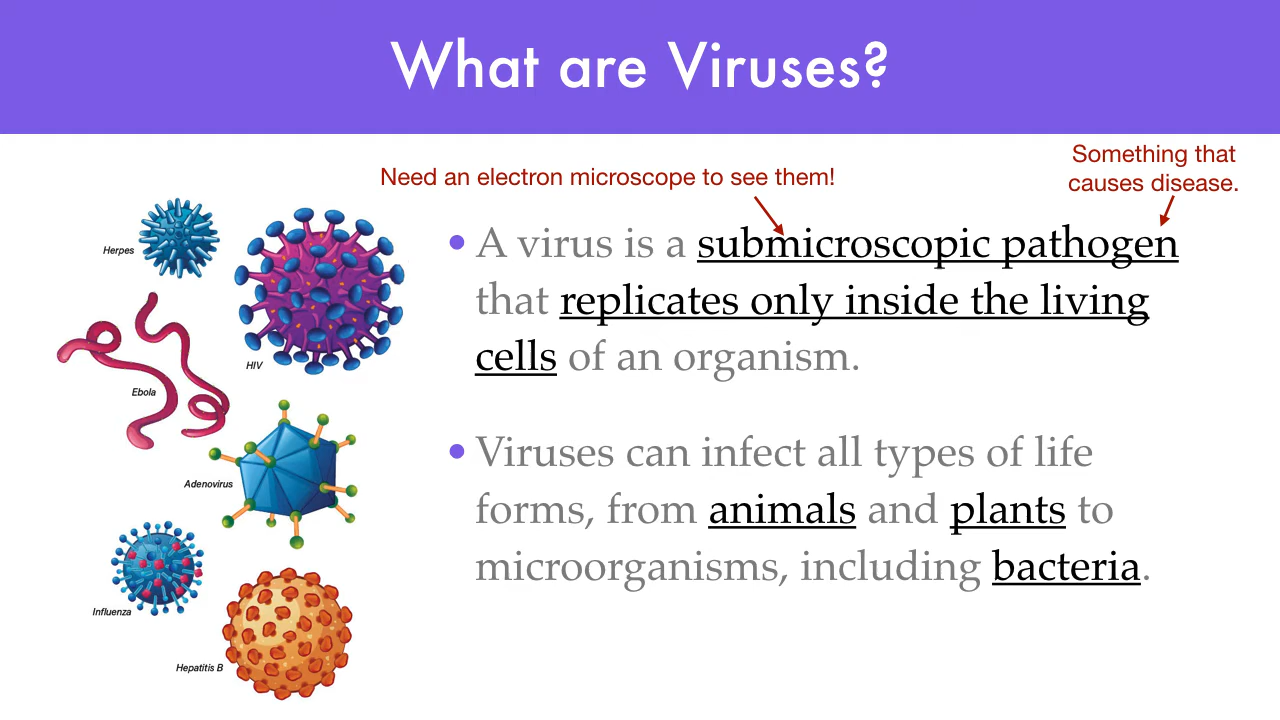 What are Viruses?
Need an electron microscope to see them!
Something that
causes disease.
• A virus is a submicroscopic pathogen
that replicates only inside the living
cells of an organism.
• Viruses can infect all types of life
forms, from animals and plants to
microorganisms, including bacteria.
Herpes
HIV
Ebola
Adenovirus
Influenza
Hepatitis B